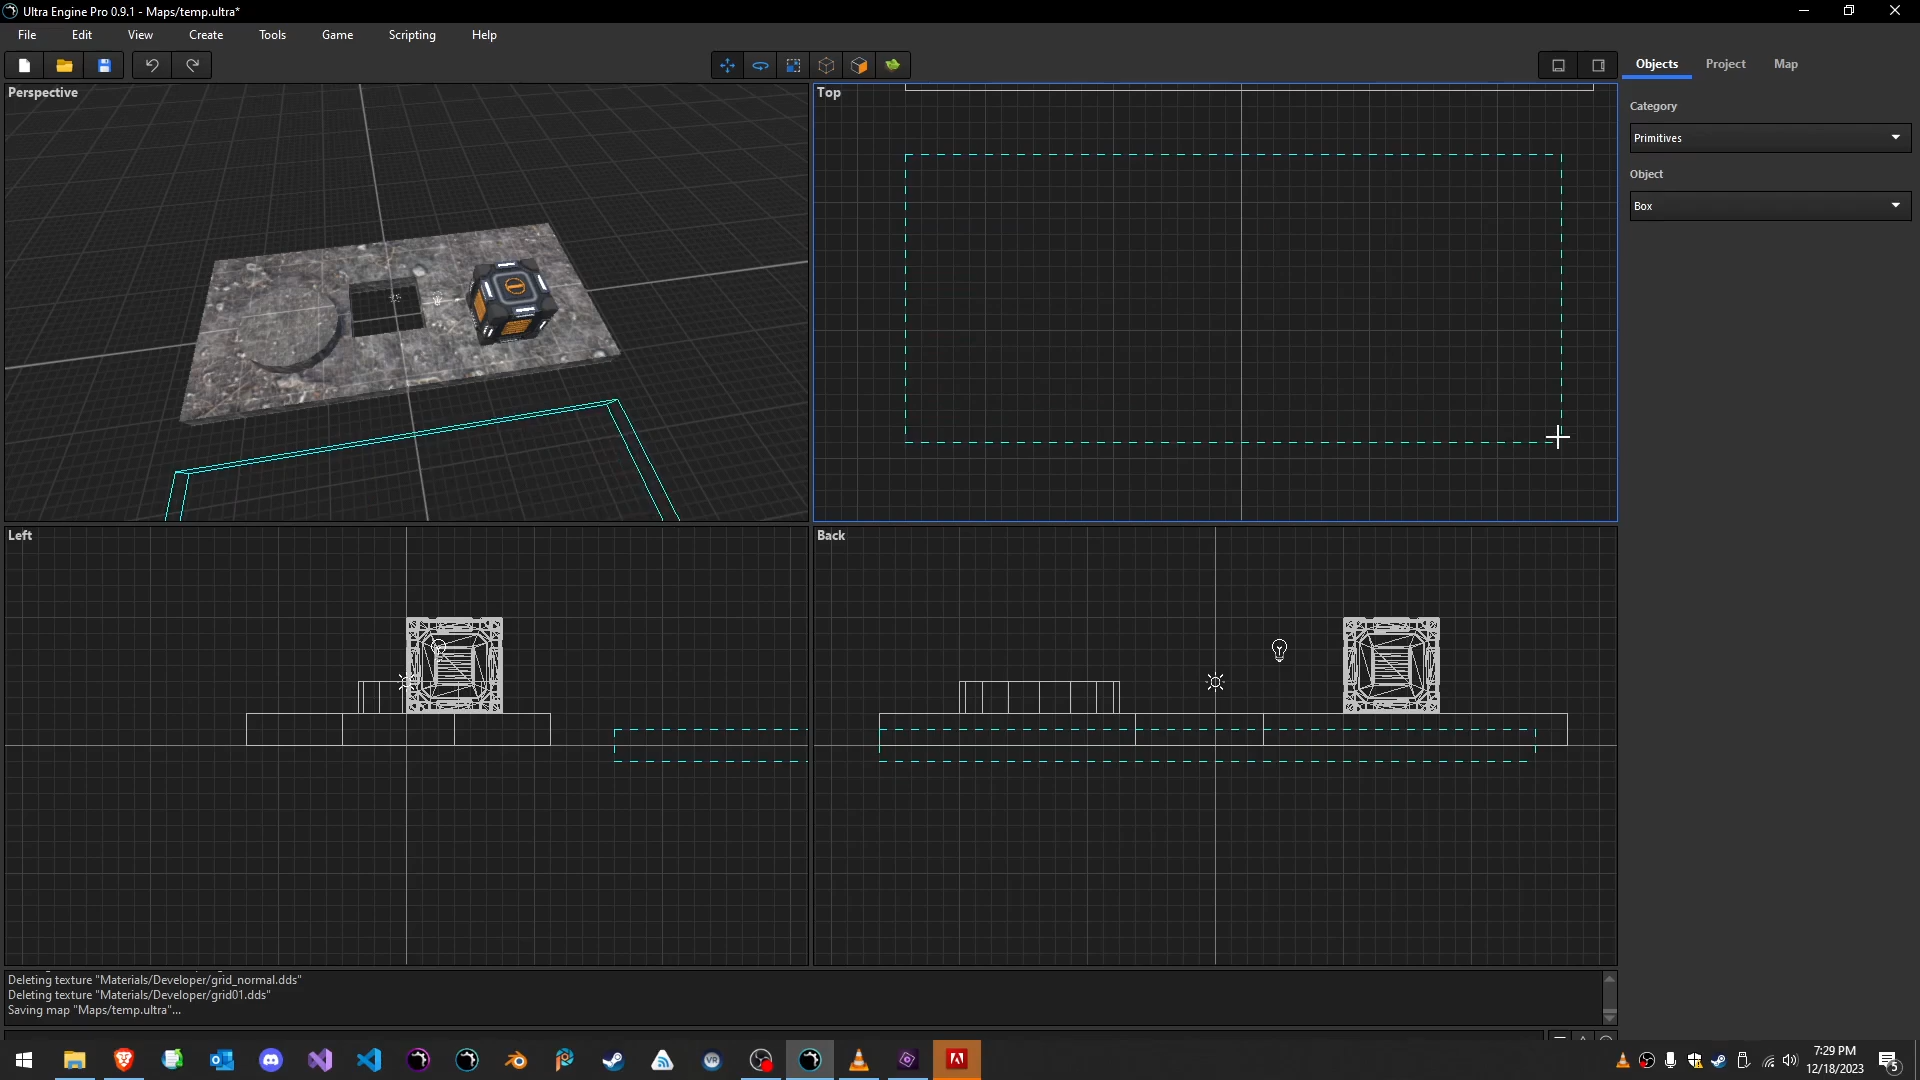 Ultra Engine Pro 0.9.1 - Maps/temp.ultra*
File Edit View Create Tools Game Scripting Help
Objects Project Map
Perspective
Top
Category
Primitives
Object
Box
Left
Back
Deleting texture "Materials/Developer/grid_normal.dds"
Deleting texture "Materials/Developer/grid01.dds"
Saving map "Maps/temp.ultra"...
VR
7:29 PM
12/18/2023
5